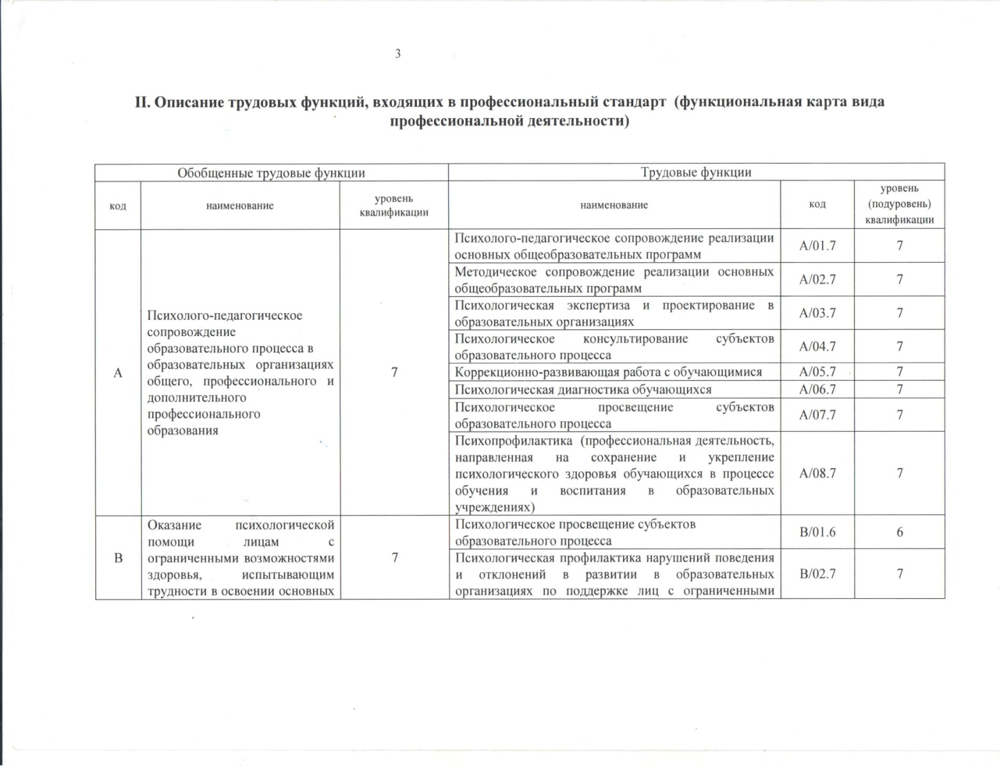 3
II. Описание трудовых функций, входящих в профессиональный стандарт (функциональная карта вида
профессиональной деятельности)
Обобщенные трудовые функции
Трудовые функции
код
наименование
уровень
квалификации
наименование
код
уровень
(подуровень)
квалификации
А
Психолого-педагогическое
сопровождение
образовательного процесса в
образовательных организациях
общего, профессионального и
дополнительного
профессионального
образования
7
Психолого-педагогическое сопровождение реализации
основных общеобразовательных программ
А/01.7
7
Методическое сопровождение реализации основных
общеобразовательных программ
А/02.7
7
Психологическая экспертиза и проектирование в
образовательных организациях
А/03.7
7
Психологическое консультирование субъектов
образовательного процесса
А/04.7
7
Коррекционно-развивающая работа с обучающимися
А/05.7
7
Психологическая диагностика обучающихся
А/06.7
7
Психологическое просвещение субъектов
образовательного процесса
А/07.7
7
Психопрофилактика (профессиональная деятельность,
направленная на сохранение и укрепление
психологического здоровья обучающихся в процессе
обучения и воспитания в образовательных
учреждениях)
А/08.7
7
В
Оказание психологической
помощи лицам с
ограниченными возможностями
здоровья, испытывающим
трудности в освоении основных
7
Психологическое просвещение субъектов
образовательного процесса
В/01.6
6
Психологическая профилактика нарушений поведения
и отклонений в развитии в образовательных
организациях по поддержке лиц с ограниченными
В/02.7
7